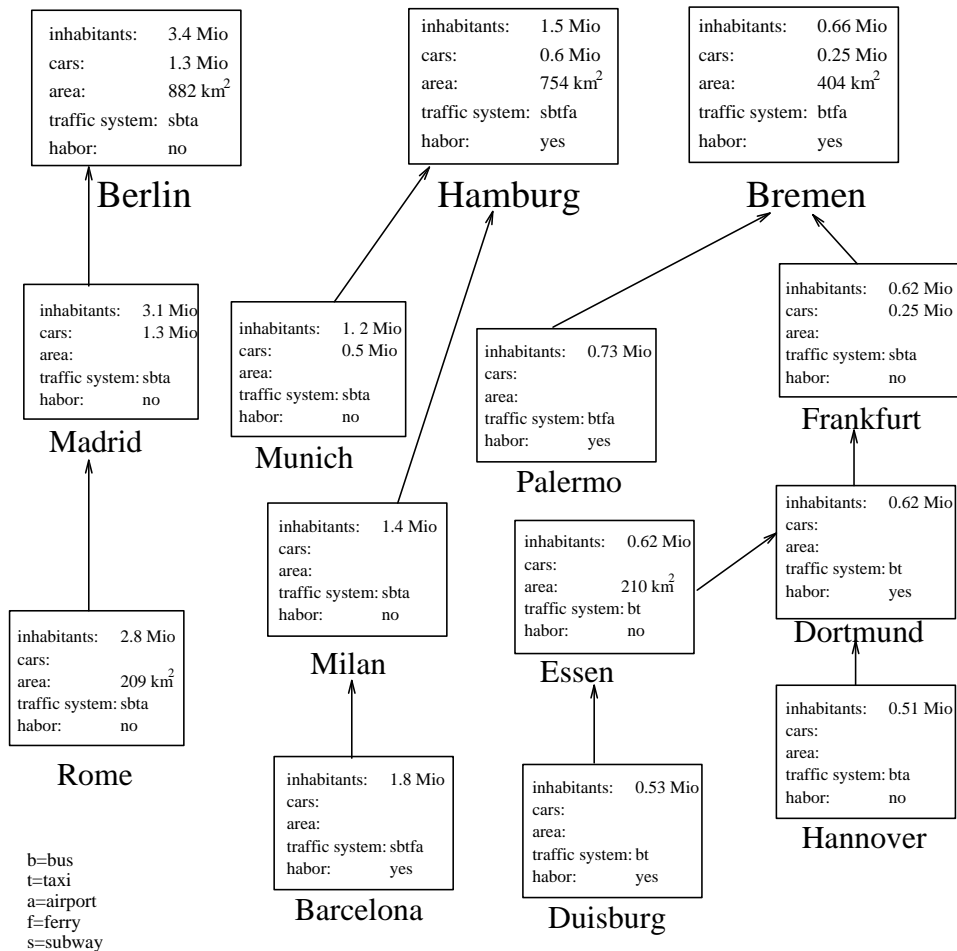 inhabitants: 3.4 Mio
cars: 1.3 Mio
area: 882 km2
traffic system: sbta
habor: no
Berlin
inhabitants: 1.5 Mio
cars: 0.6 Mio
area: 754 km2
traffic system: sbtfa
habor: yes
Hamburg
inhabitants: 0.66 Mio
cars: 0.25 Mio
area: 404 km2
traffic system: btfa
habor: yes
Bremen
inhabitants: 3.1 Mio
cars: 1.3 Mio
area:
traffic system: sbta
habor: no
Madrid
inhabitants: 1. 2 Mio
cars: 0.5 Mio
area:
traffic system: sbta
habor: no
Munich
inhabitants: 0.73 Mio
cars:
area:
traffic system: btfa
habor: yes
Palermo
inhabitants: 0.62 Mio
cars: 0.25 Mio
area:
traffic system: sbta
habor: no
Frankfurt
inhabitants: 1.4 Mio
cars:
area:
traffic system: sbta
habor: no
Milan
inhabitants: 0.62 Mio
cars:
area: 210 km2
traffic system: bt
habor: no
Essen
inhabitants: 0.62 Mio
cars:
area:
traffic system: bt
habor: yes
Dortmund
inhabitants: 2.8 Mio
cars:
area: 209 km2
traffic system: sbta
habor: no
Rome
inhabitants: 1.8 Mio
cars:
area:
traffic system: sbtfa
habor: yes
Barcelona
inhabitants: 0.53 Mio
cars:
area:
traffic system: bt
habor: yes
Duisburg
inhabitants: 0.51 Mio
cars:
area:
traffic system: bta
habor: no
Hannover
b=bus
t=taxi
a=airport
f=ferry
s=subway